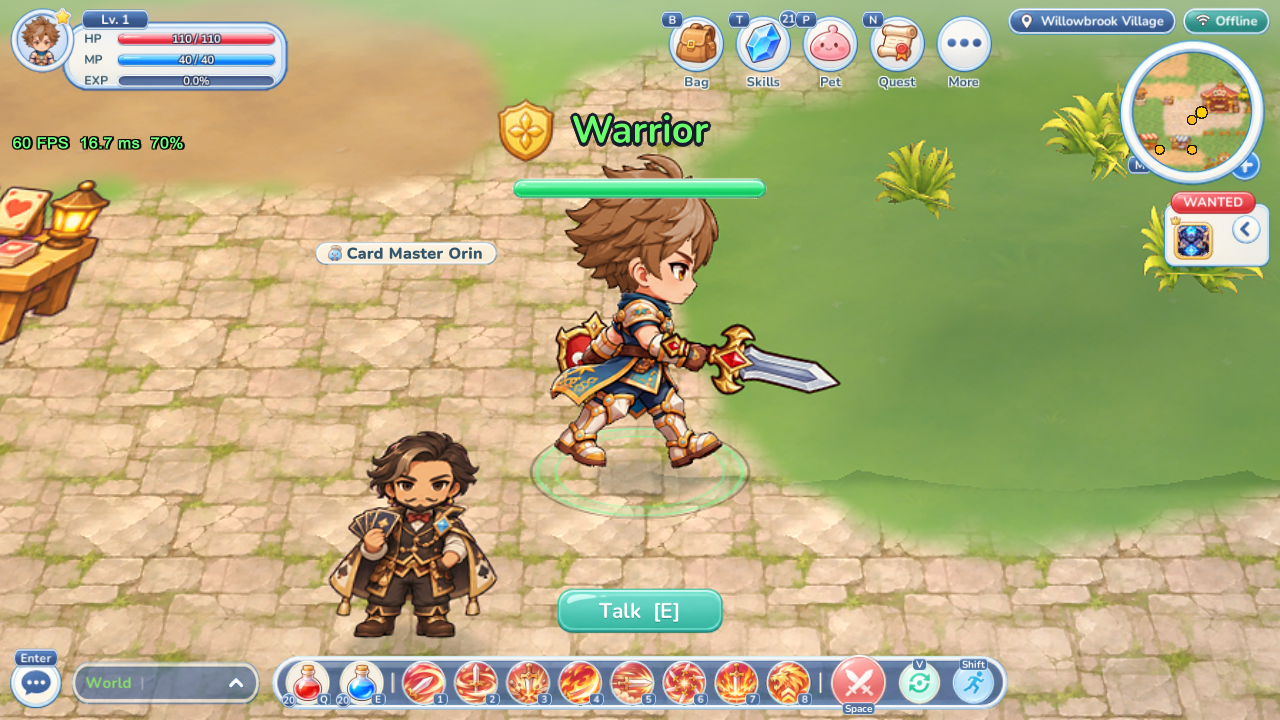 Lv. 1
HP 110 / 110
MP 40 / 40
EXP 0.0%
60 FPS 16.7 ms 70%
B
T
21
P
N
Bag
Skills
Pet
Quest
More
Willowbrook Village
Offline
M
WANTED
Warrior
Card Master Orin
Talk [E]
Enter
World
20 Q
20 E
1
2
3
4
5
6
7
8
Space
V
Shift